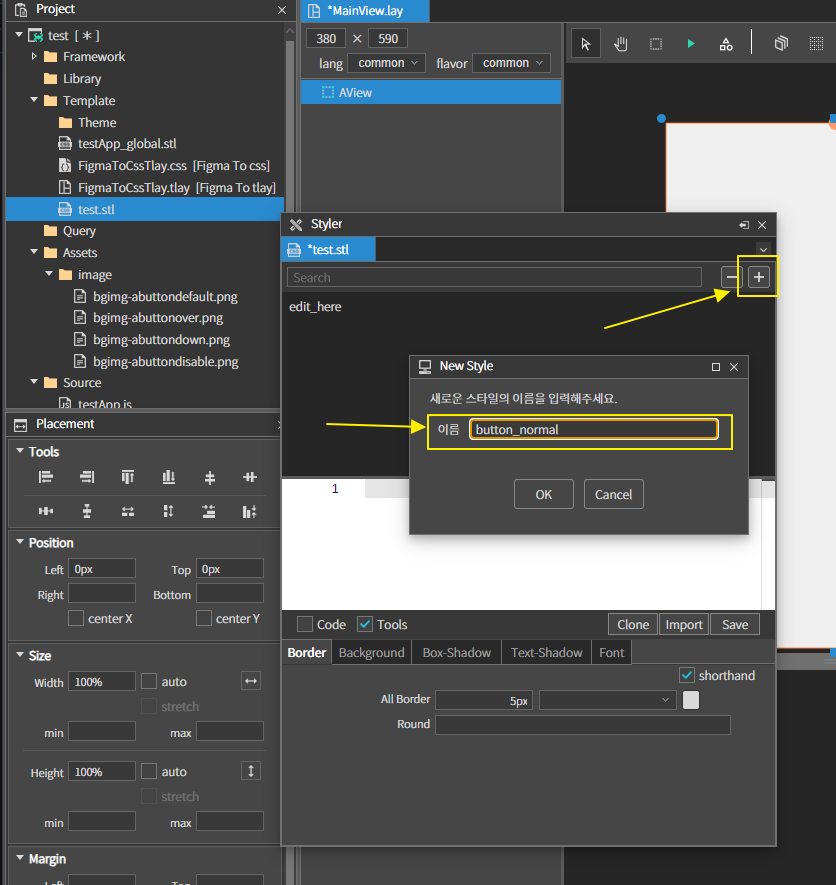 Project
test [ * ]
Framework
Library
Template
Theme
testApp_global.stl
FigmaToCssTlay.css [Figma To css]
FigmaToCssTlay.tlay [Figma To tlay]
test.stl
Query
Assets
image
bgimg-abuttondefault.png
bgimg-abuttonover.png
bgimg-abuttondown.png
bgimg-abuttondisable.png
Source
testApp.js
Placement
Tools
Position
Left 0px Top 0px
Right Bottom
center X center Y
Size
Width 100% auto
stretch
min max
Height 100% auto
stretch
min max
Margin
Left Top
*MainView.lay
380 × 590
lang common flavor common
AView
Styler
*test.stl
Search
edit_here
New Style
새로운 스타일의 이름을 입력해주세요.
이름 button_normal
OK Cancel
1
Code Tools Clone Import Save
Border Background Box-Shadow Text-Shadow Font
shorthand
All Border 5px
Round